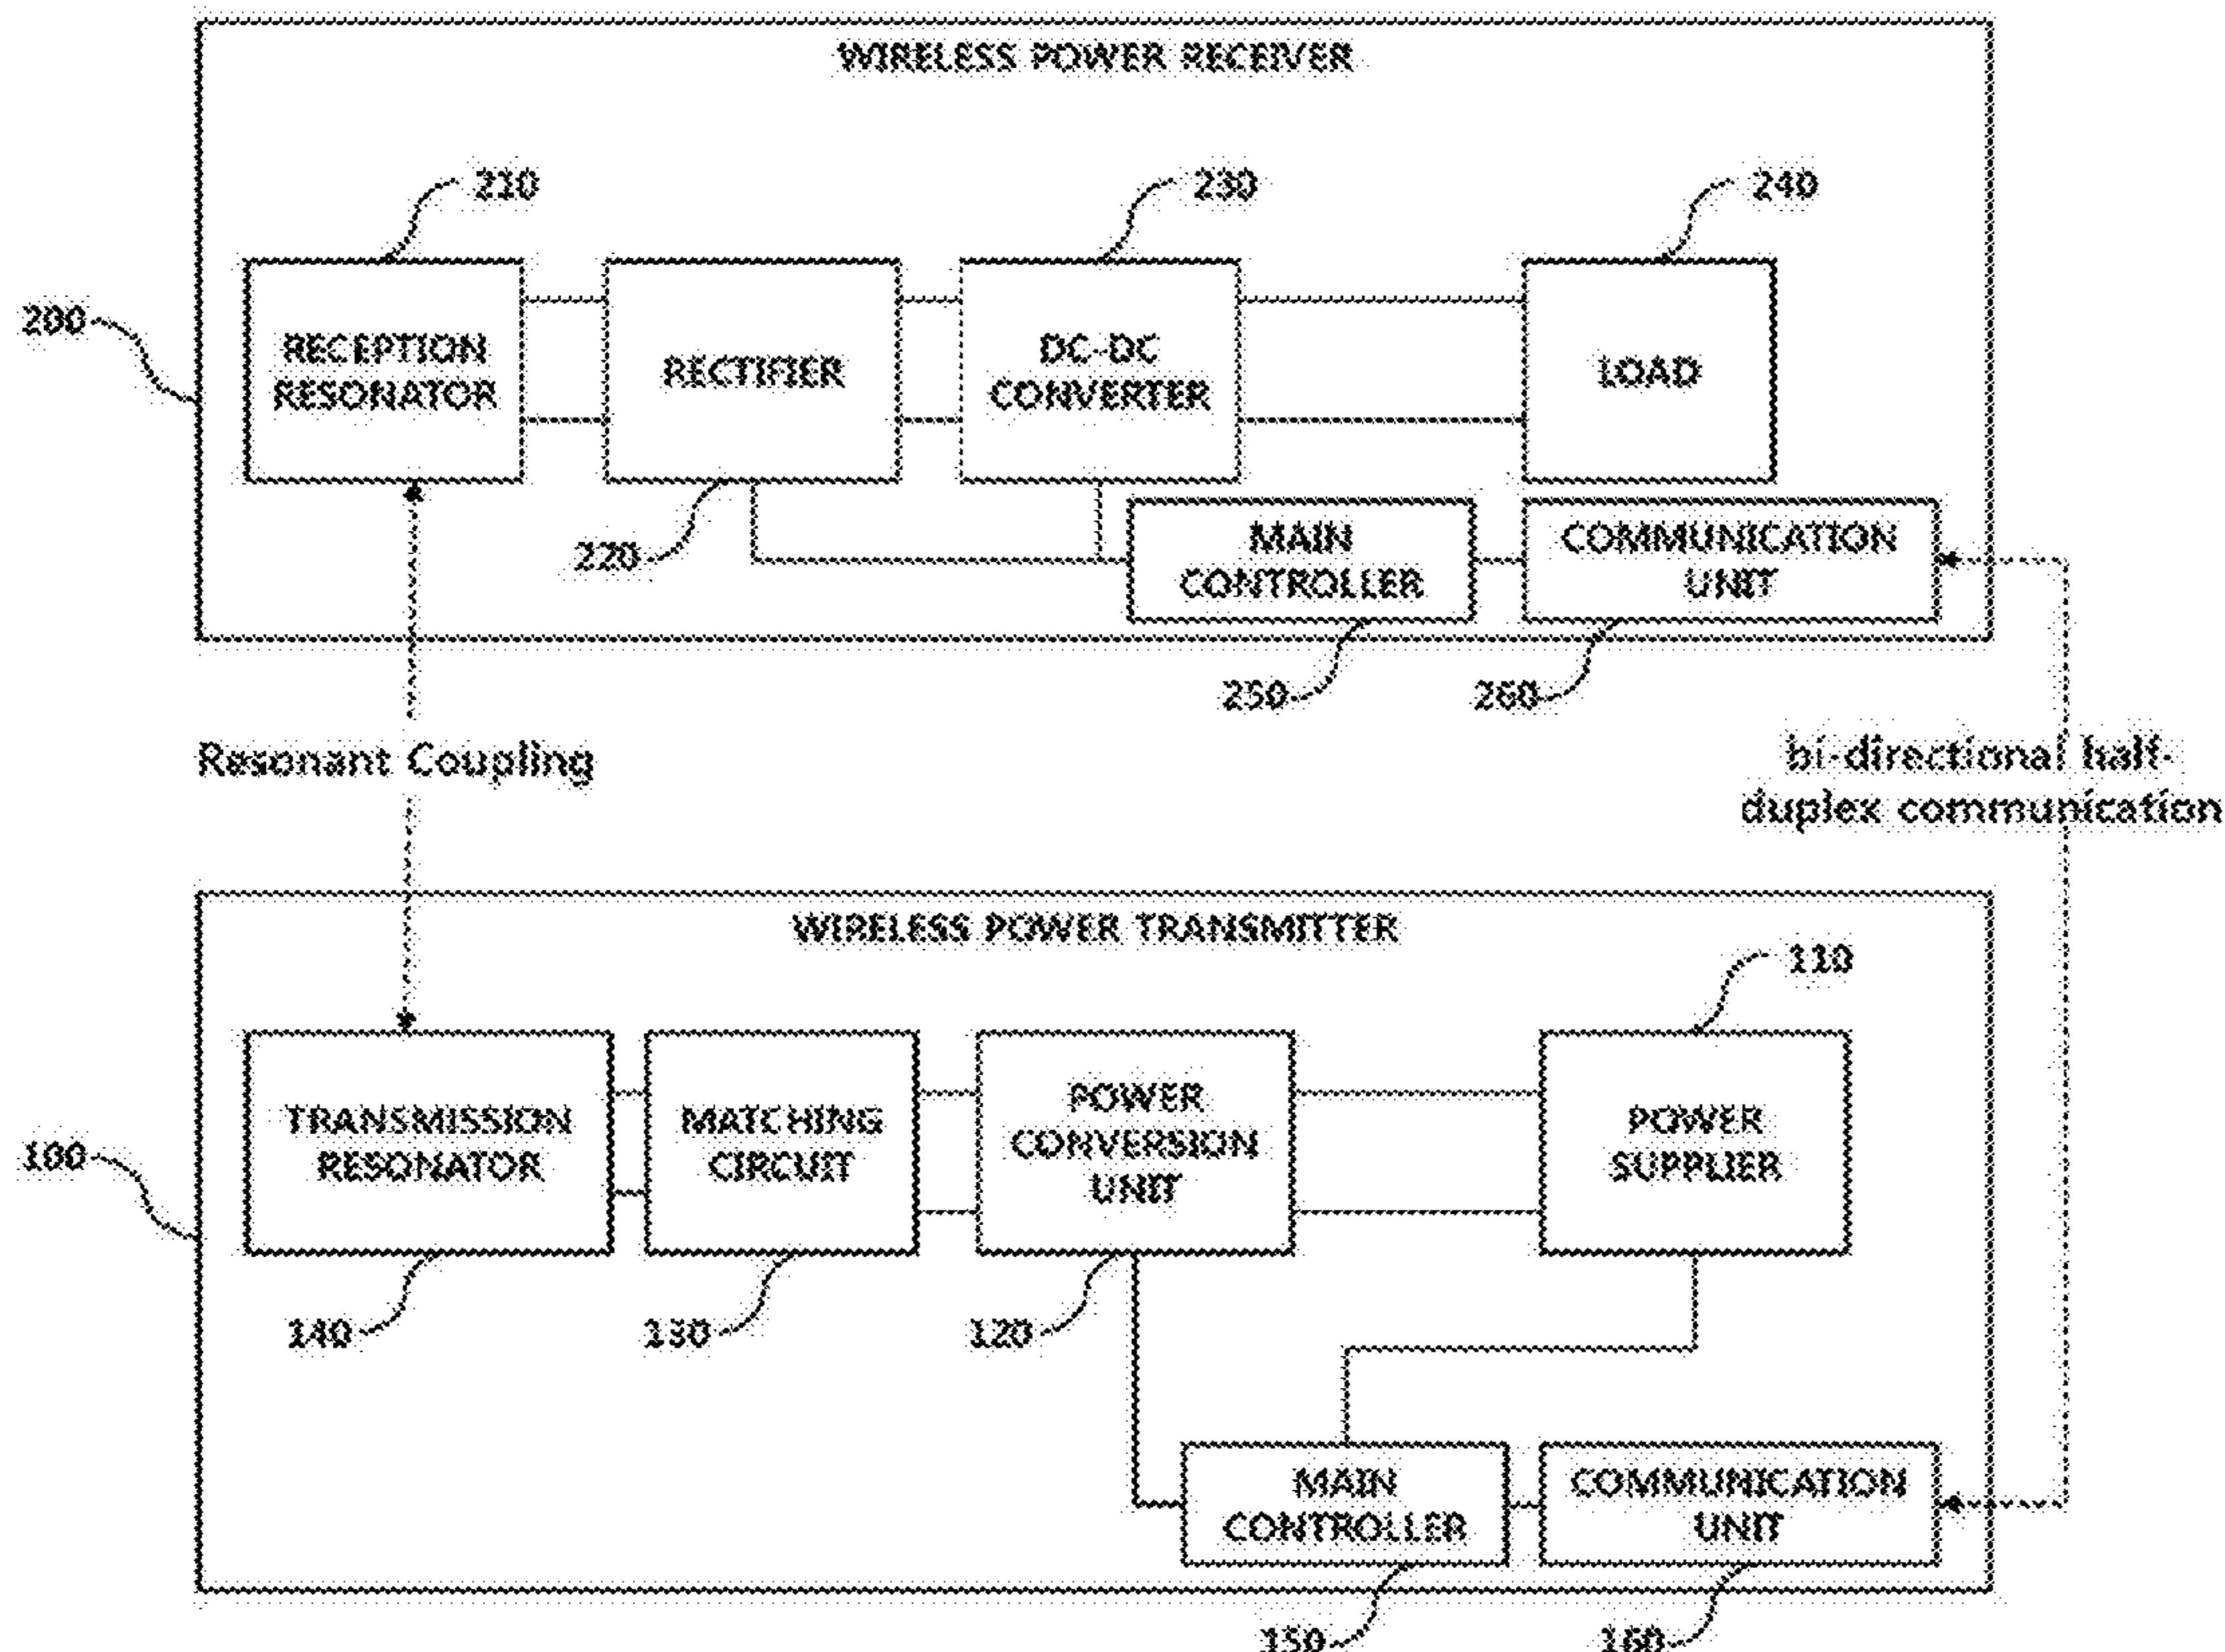 WIRELESS POWER RECEIVER
210
230
240
200
RECEPTION
RESONATOR
RECTIFIER
DC-DC
CONVERTER
LOAD
220
MAIN
CONTROLLER
COMMUNICATION
UNIT
250
260
Resonant Coupling
bi-directional half-
duplex communication
WIRELESS POWER TRANSMITTER
110
100
TRANSMISSION
RESONATOR
MATCHING
CIRCUIT
POWER
CONVERSION
UNIT
POWER
SUPPLIER
140
130
120
MAIN
CONTROLLER
COMMUNICATION
UNIT
150
160